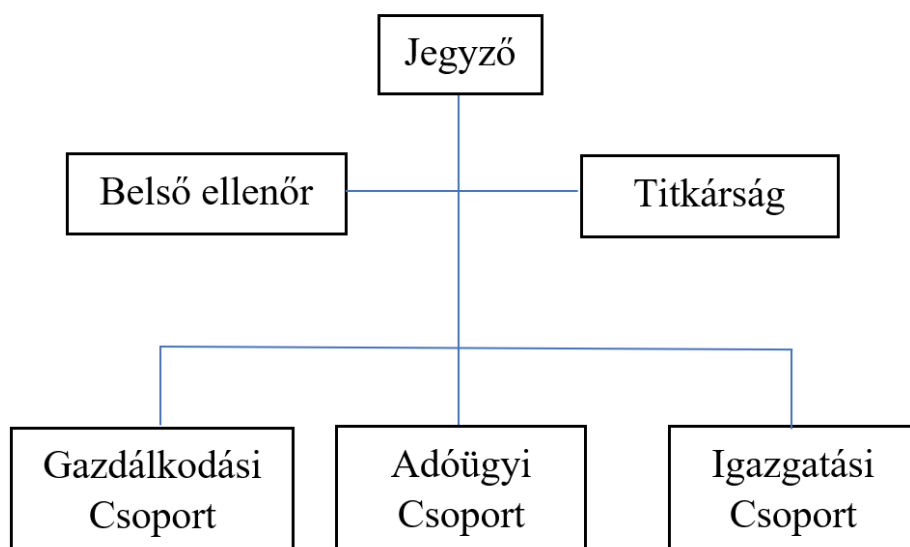 Jegyző
Belső ellenőr
Titkárság
Gazdálkodási
Csoport
Adóügyi
Csoport
Igazgatási
Csoport